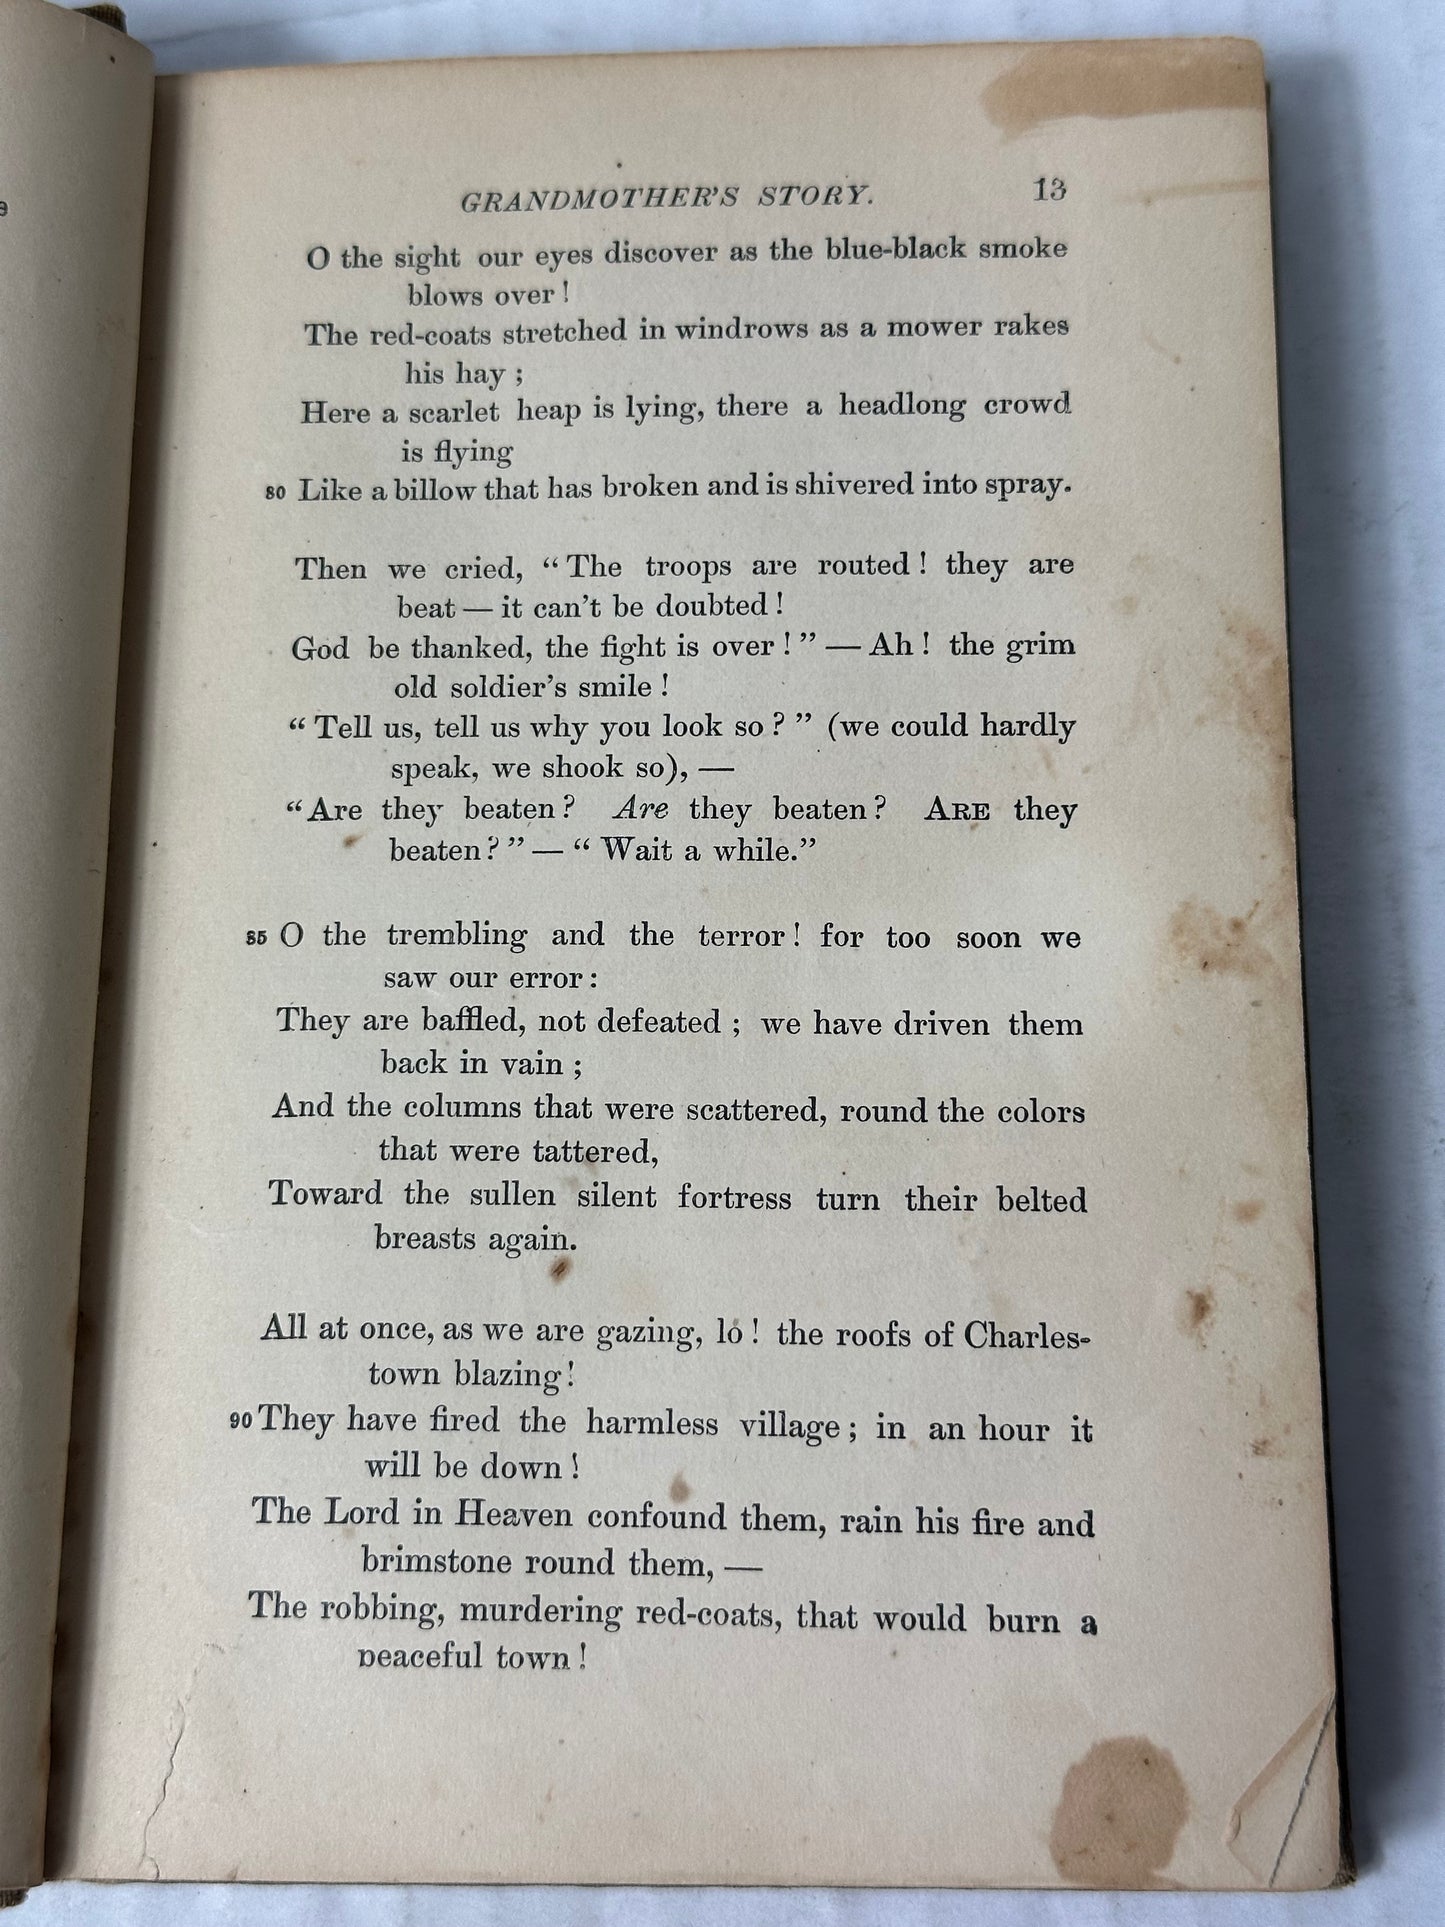 GRANDMOTHER'S STORY. 13
O the sight our eyes discover as the blue-black smoke
blows over!
The red-coats stretched in windrows as a mower rakes
his hay;
Here a scarlet heap is lying, there a headlong crowd
is flying
80 Like a billow that has broken and is shivered into spray.
Then we cried, “The troops are routed! they are
beat — it can't be doubted!
God be thanked, the fight is over!” — Ah! the grim
old soldier's smile!
“Tell us, tell us why you look so?” (we could hardly
speak, we shook so), —
“Are they beaten? Are they beaten? ARE they
beaten?” — “Wait a while.”
85 O the trembling and the terror! for too soon we
saw our error:
They are baffled, not defeated; we have driven them
back in vain;
And the columns that were scattered, round the colors
that were tattered,
Toward the sullen silent fortress turn their belted
breasts again.
All at once, as we are gazing, lo! the roofs of Charles-
town blazing!
90 They have fired the harmless village; in an hour it
will be down!
The Lord in Heaven confound them, rain his fire and
brimstone round them, —
The robbing, murdering red-coats, that would burn a
peaceful town!